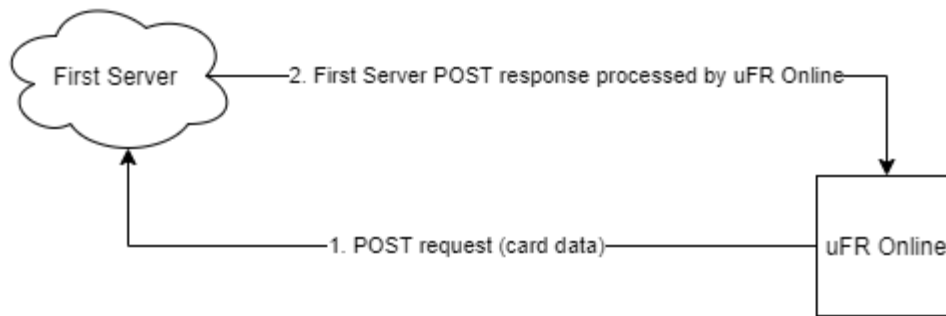 First Server
2. First Server POST response processed by uFR Online
1. POST request (card data)
uFR Online